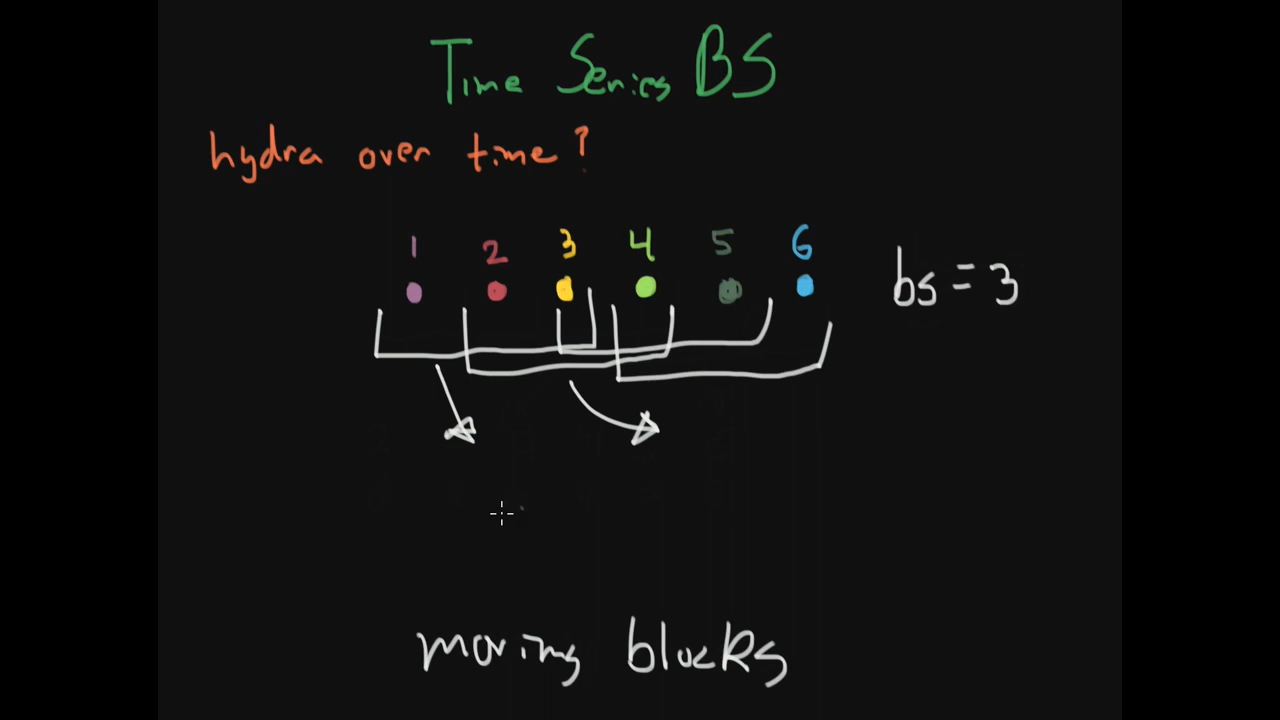 Time Series BS
hydra over time?
1 2 3 4 5 6
bs = 3
moving blocks